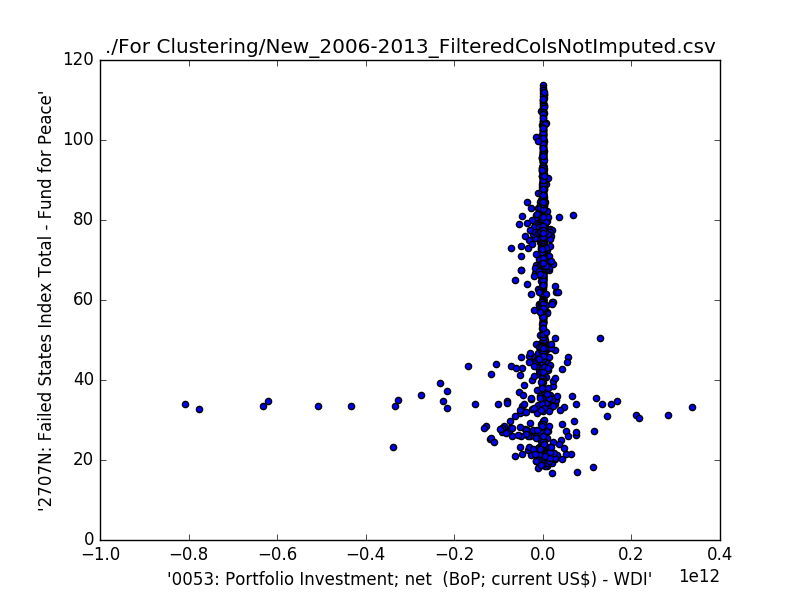 ./For Clustering/New_2006-2013_FilteredColsNotImputed.csv
120
100
80
60
40
20
0
'2707N: Failed States Index Total - Fund for Peace'
−1.0 −0.8 −0.6 −0.4 −0.2 0.0 0.2 0.4
1e12
'0053: Portfolio Investment; net (BoP; current US$) - WDI'